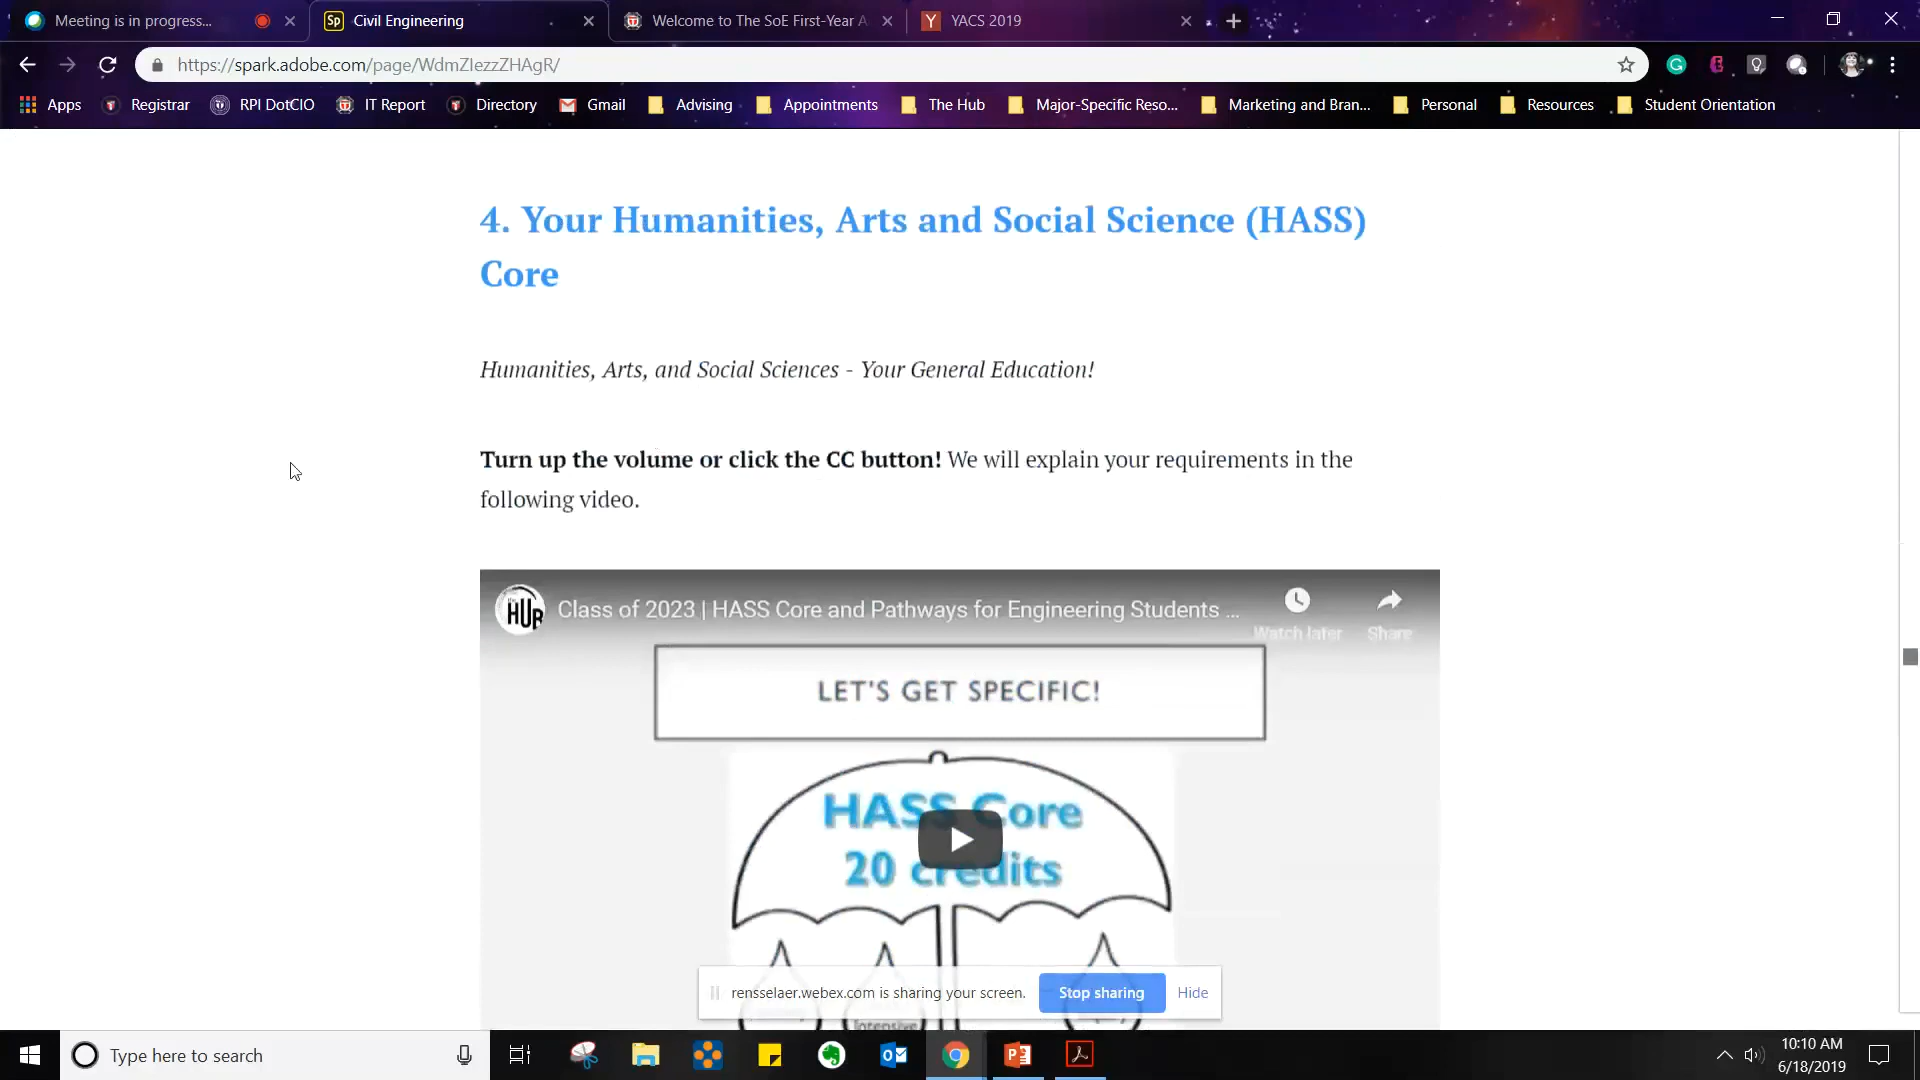 Meeting is in progress...
Civil Engineering
Welcome to The SoE First-Year A
YACS 2019
https://spark.adobe.com/page/WdmZIezzZHAgR/
Apps
Registrar
RPI DotCIO
IT Report
Directory
Gmail
Advising
Appointments
The Hub
Major-Specific Reso...
Marketing and Bran...
Personal
Resources
Student Orientation
4. Your Humanities, Arts and Social Science (HASS)
Core
Humanities, Arts, and Social Sciences - Your General Education!
Turn up the volume or click the CC button! We will explain your requirements in the
following video.
Class of 2023 | HASS Core and Pathways for Engineering Students ...
Watch later
Share
LET'S GET SPECIFIC!
HASS Core
20 credits
rensselaer.webex.com is sharing your screen.
Stop sharing
Hide
Intensive
Type here to search
10:10 AM
6/18/2019